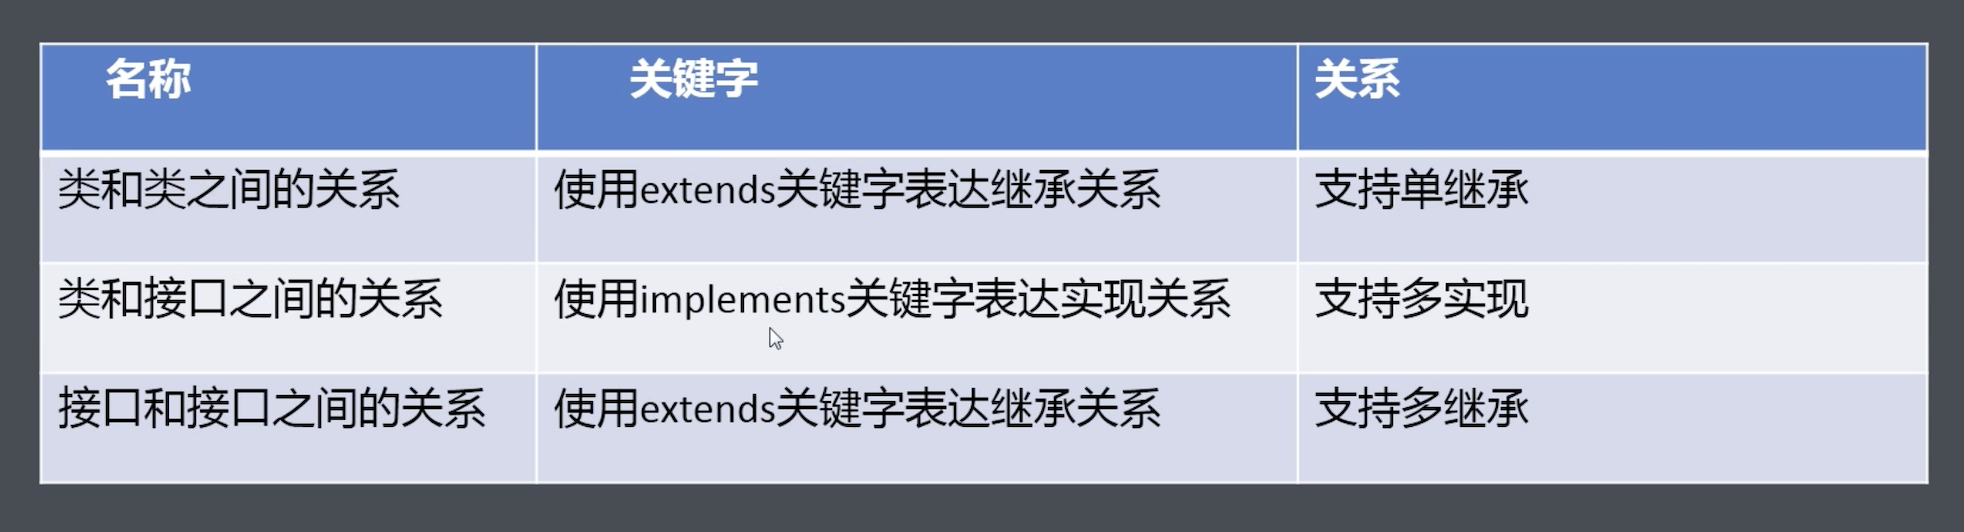 名称 关键字 关系
类和类之间的关系 使用extends关键字表达继承关系 支持单继承
类和接口之间的关系 使用implements关键字表达实现关系 支持多实现
接口和接口之间的关系 使用extends关键字表达继承关系 支持多继承